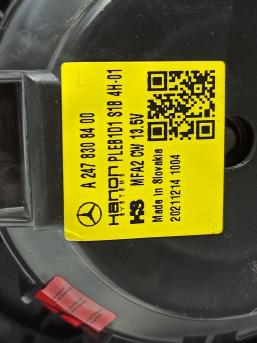 A 247 830 84 00
Hanon PLEB1D1 S1B 4H-01
SYSTEMS
HS MFA2 CW 13.5V
Made in Slovakia
20211214 1004